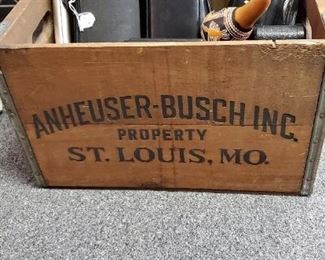 ANHEUSER-BUSCH INC.
PROPERTY
ST. LOUIS, MO.